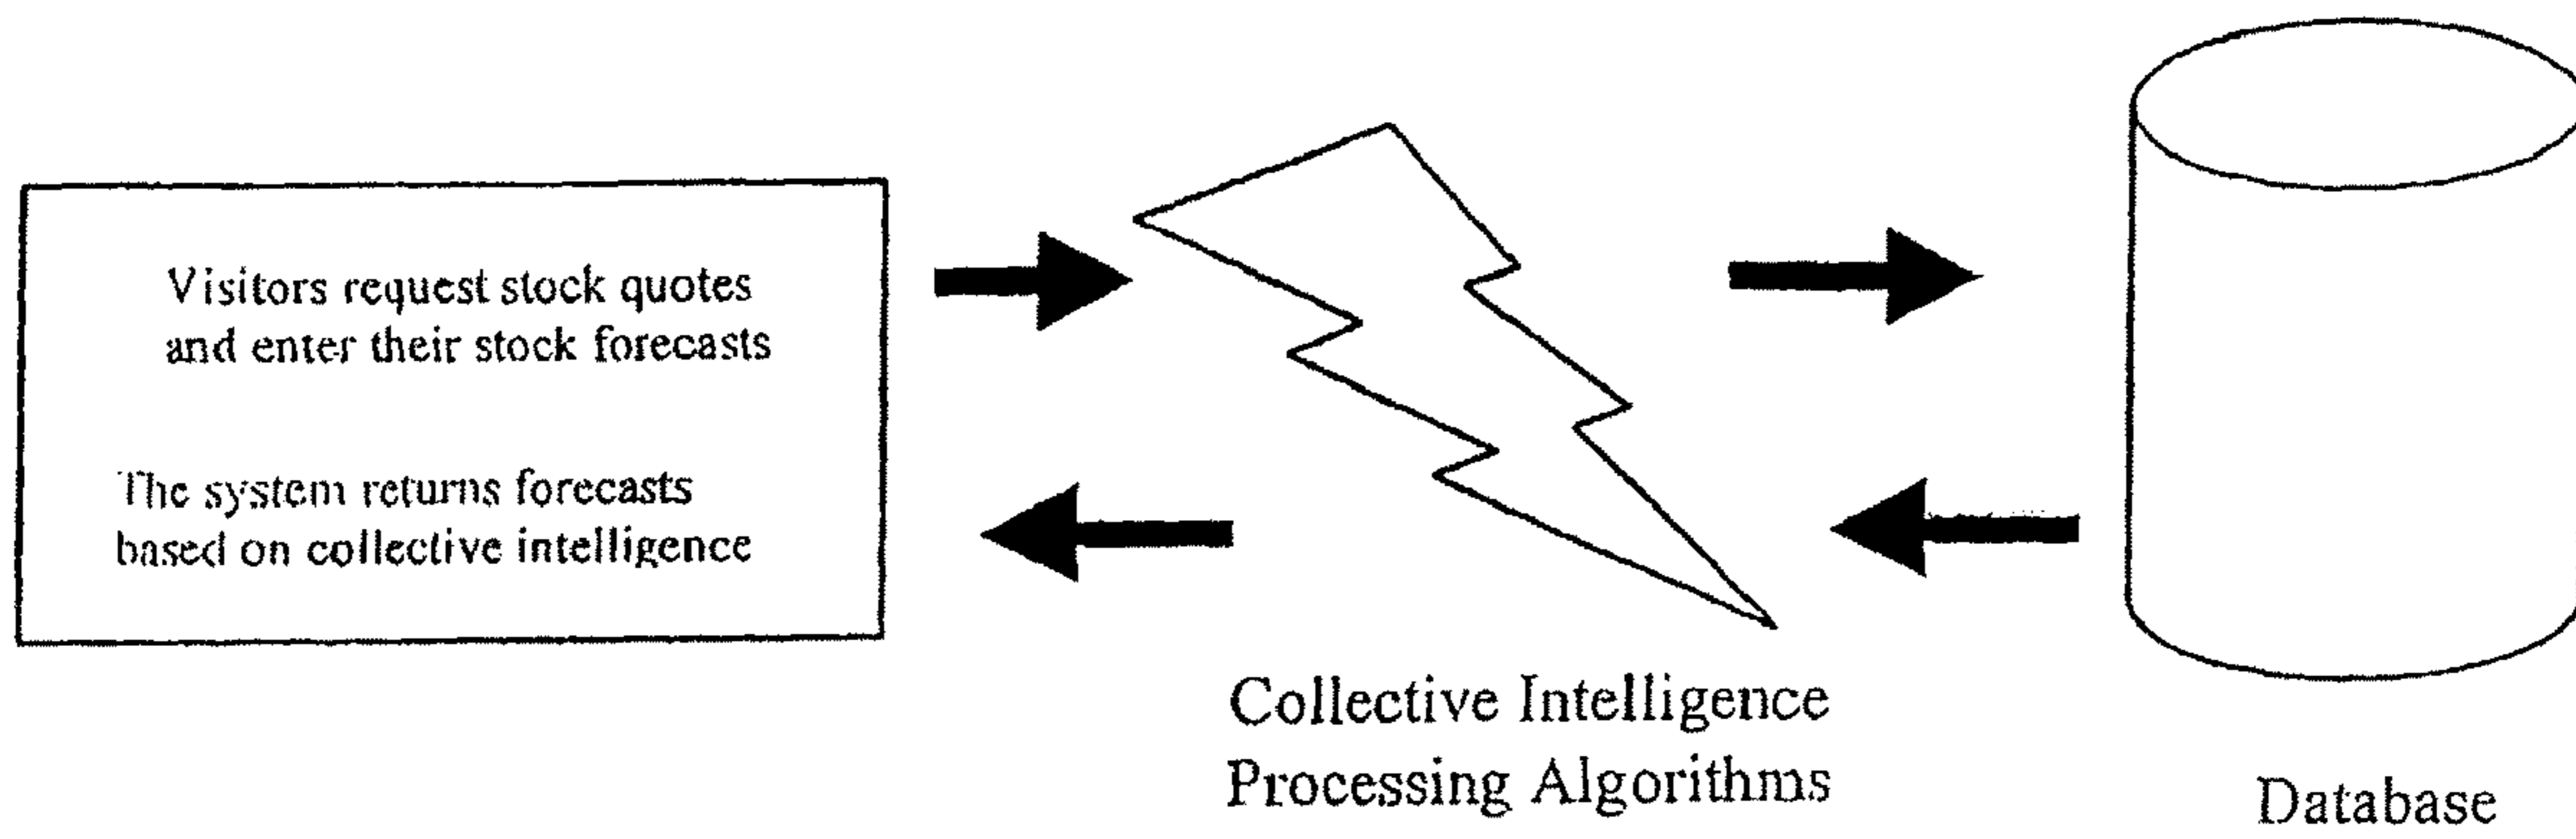 Visitors request stock quotes
and enter their stock forecasts
The system returns forecasts
based on collective intelligence
Collective Intelligence
Processing Algorithms
Database